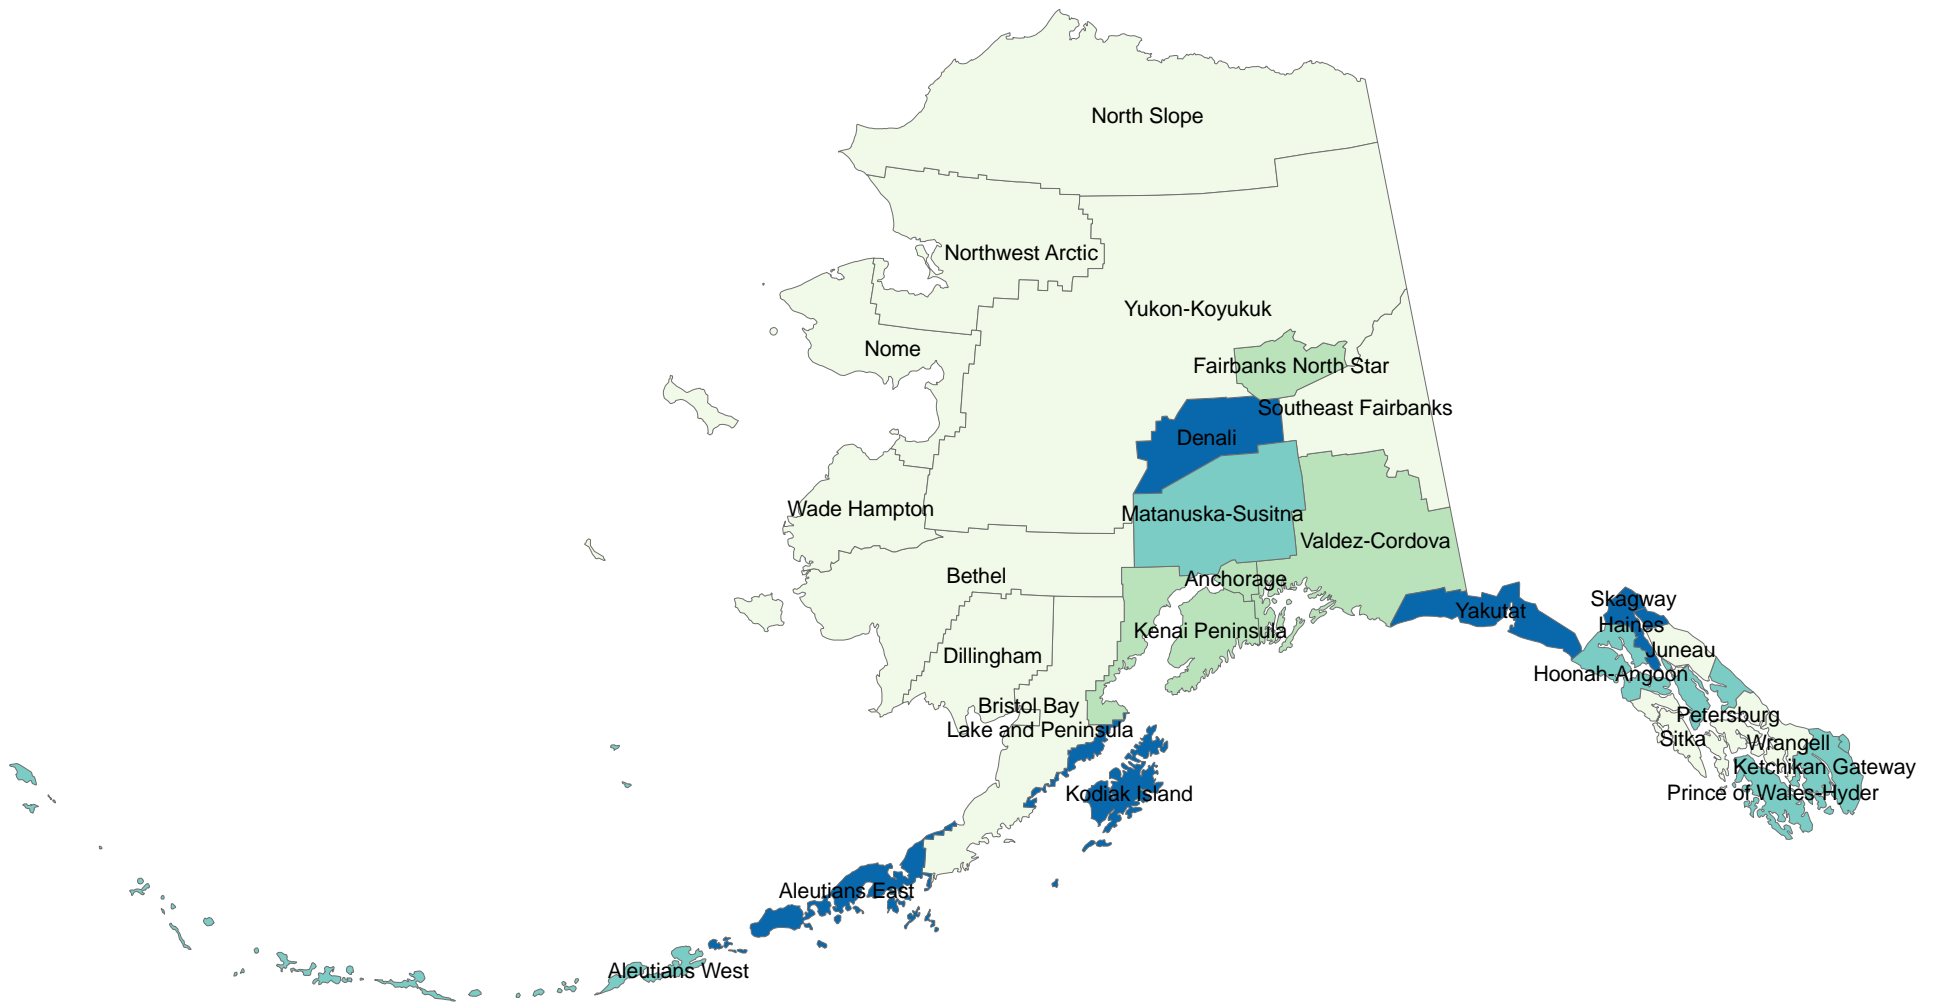 North Slope
Northwest Arctic
Yukon-Koyukuk
Nome
Fairbanks North Star
Southeast Fairbanks
Denali
Wade Hampton
Matanuska-Susitna
Valdez-Cordova
Bethel
Anchorage
Skagway
Yakutat
Haines
Kenai Peninsula
Juneau
Dillingham
Hoonah-Angoon
Bristol Bay
Petersburg
Lake and Peninsula
Sitka
Wrangell
Ketchikan Gateway
Kodiak Island
Prince of Wales-Hyder
Aleutians East
Aleutians West